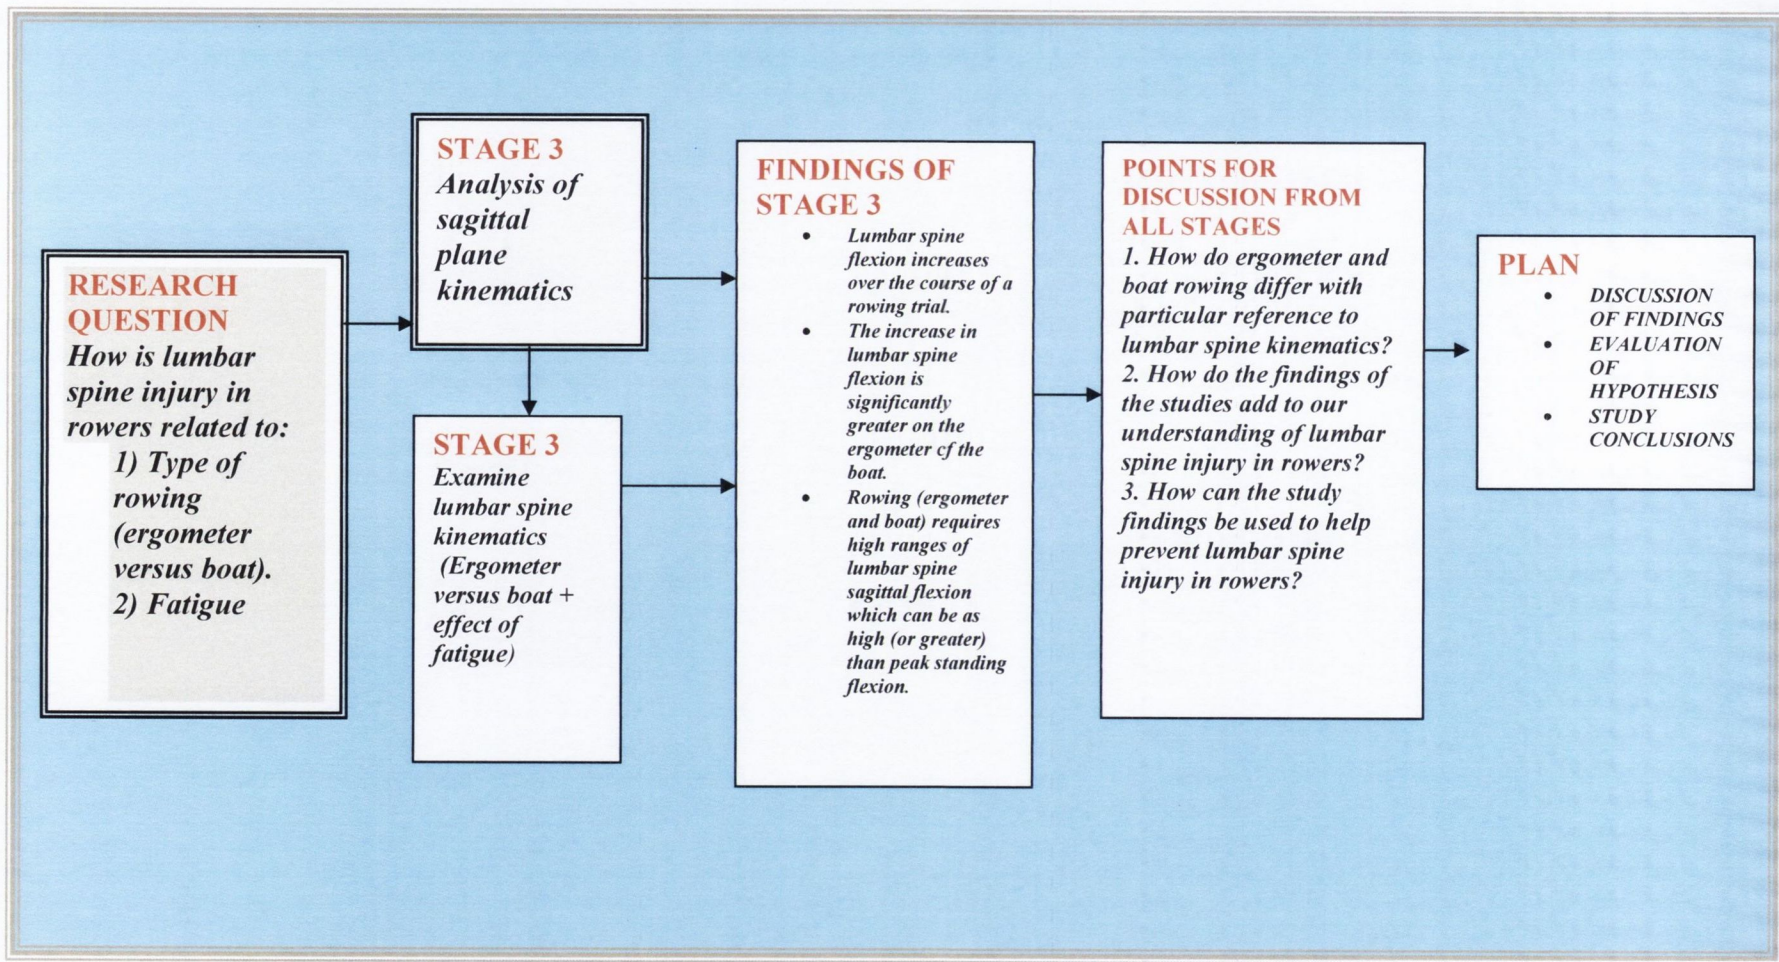 RESEARCH
QUESTION
How is lumbar
spine injury in
rowers related to:
1) Type of
rowing
(ergometer
versus boat).
2) Fatigue
STAGE 3
Analysis of
sagittal
plane
kinematics
STAGE 3
Examine
lumbar spine
kinematics
(Ergometer
versus boat +
effect of
fatigue)
FINDINGS OF
STAGE 3
• Lumbar spine
flexion increases
over the course of a
rowing trial.
• The increase in
lumbar spine
flexion is
significantly
greater on the
ergometer cf the
boat.
• Rowing (ergometer
and boat) requires
high ranges of
lumbar spine
sagittal flexion
which can be as
high (or greater)
than peak standing
flexion.
POINTS FOR
DISCUSSION FROM
ALL STAGES
1. How do ergometer and
boat rowing differ with
particular reference to
lumbar spine kinematics?
2. How do the findings of
the studies add to our
understanding of lumbar
spine injury in rowers?
3. How can the study
findings be used to help
prevent lumbar spine
injury in rowers?
PLAN
• DISCUSSION
OF FINDINGS
• EVALUATION
OF
HYPOTHESIS
• STUDY
CONCLUSIONS